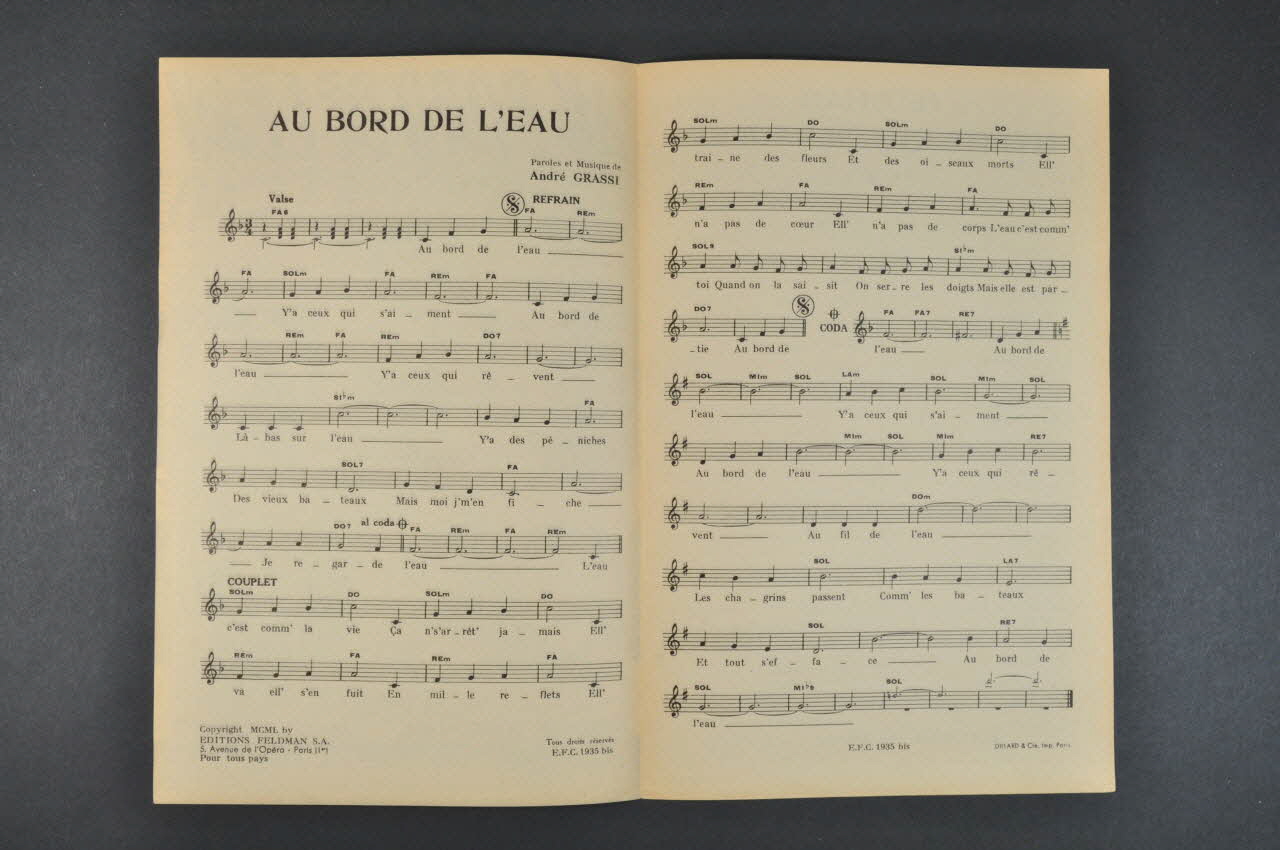 AU BORD DE L'EAU
Paroles et Musique de
André GRASSI
Valse REFRAIN
FA6 FA REm
Au bord de l'eau
FA SOLm FA REm FA
Y'a ceux qui s'ai _ ment Au bord de
REm FA REm DO7
l'eau Y'a ceux qui rê _ vent
SI♭m FA
Là _ bas sur l'eau Y'a des pé _ niches
SOL7 FA
Des vieux ba _ teaux Mais moi j'm'en fi _ che
DO7 al coda FA REm FA REm
Je re _ gar _ de l'eau L'eau
COUPLET
SOLm DO SOLm DO
c'est comm' la vie Ça n's'ar _ rêt' ja _ mais Ell'
REm FA REm FA
va ell' s'en fuit En mil _ le re _ flets Ell'
Copyright MCML by
EDITIONS FELDMAN S.A.
5, Avenue de l'Opéra - Paris (1er)
Pour tous pays
Tous droits réservés
E.F.C. 1935 bis
SOLm DO SOLm DO
trai _ ne des fleurs Et des oi _ seaux morts Ell'
REm FA REm FA
n'a pas de cœur Ell' n'a pas de corps L'eau c'est comm'
SOL9 SI♭m
toi Quand on la sai _ sit On ser _ re les doigts Mais elle est par _
DO7 CODA FA FA7 RE7
_ tie Au bord de l'eau Au bord de
SOL MIm SOL LAm SOL MIm SOL
l'eau Y'a ceux qui s'ai _ ment
MIm SOL MIm RE7
Au bord de l'eau Y'a ceux qui rê _
DOm
vent Au fil de l'eau
SOL LA7
Les cha _ grins passent Comm' les ba _ teaux
SOL RE7
Et tout s'ef _ fa _ ce Au bord de
SOL MI♭6 SOL
l'eau
E.F.C. 1935 bis
& Cie, Imp. Paris